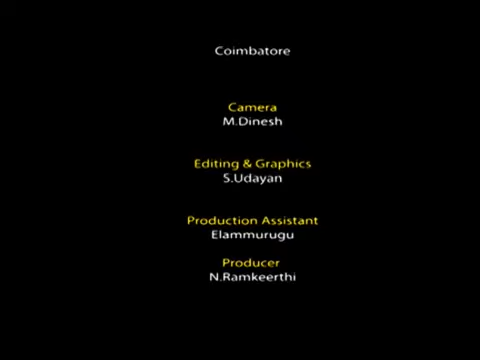 Coimbatore
Camera
M.Dinesh
Editing & Graphics
S.Udayan
Production Assistant
Elammurugu
Producer
N.Ramkeerthi